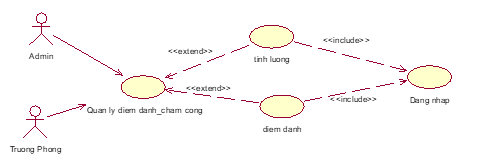 Admin
Truong Phong
Quan ly diem danh_cham cong
<<extend>>
<<extend>>
tinh luong
diem danh
<<include>>
<<include>>
Dang nhap